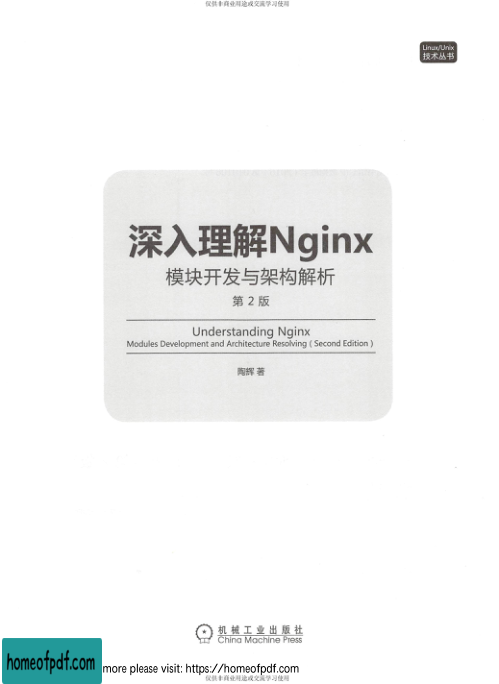 仅供非商业用途或交流学习使用
Linux/Unix
技术丛书
深入理解Nginx
模块开发与架构解析
第 2 版
Understanding Nginx
Modules Development and Architecture Resolving ( Second Edition )
陶辉 著
机械工业出版社
China Machine Press
homeofpdf.com
more please visit: https://homeofpdf.com
仅供非商业用途或交流学习使用